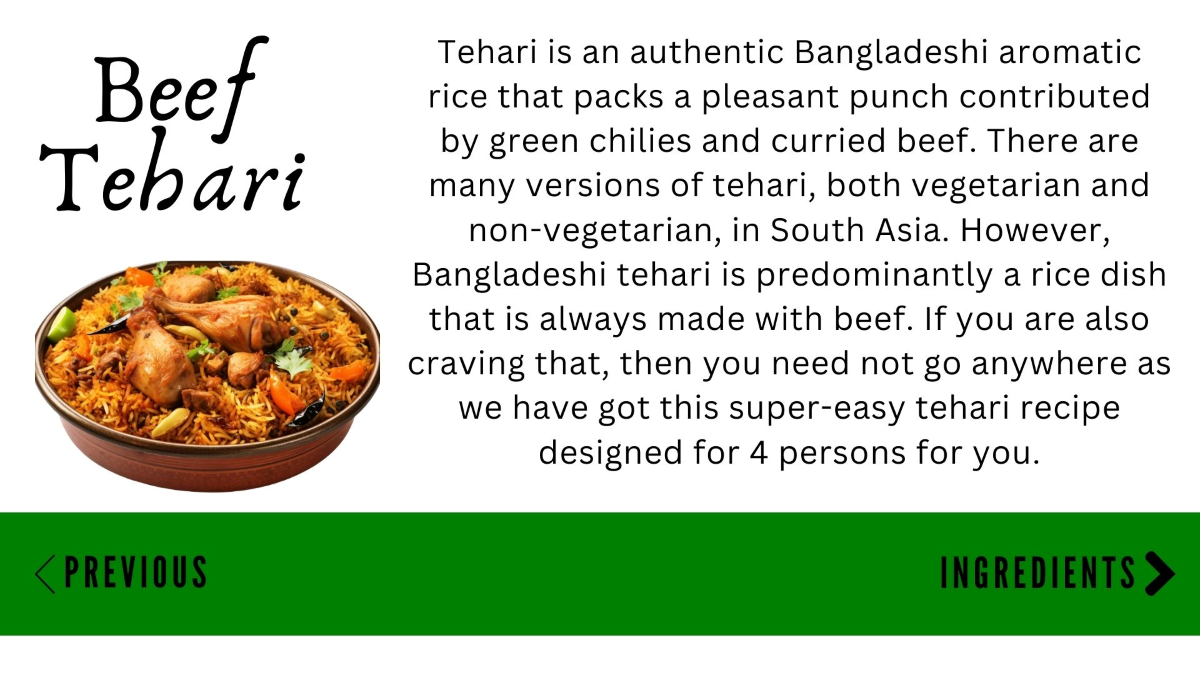 Beef
Tehari
Tehari is an authentic Bangladeshi aromatic
rice that packs a pleasant punch contributed
by green chilies and curried beef. There are
many versions of tehari, both vegetarian and
non-vegetarian, in South Asia. However,
Bangladeshi tehari is predominantly a rice dish
that is always made with beef. If you are also
craving that, then you need not go anywhere as
we have got this super-easy tehari recipe
designed for 4 persons for you.
PREVIOUS
INGREDIENTS